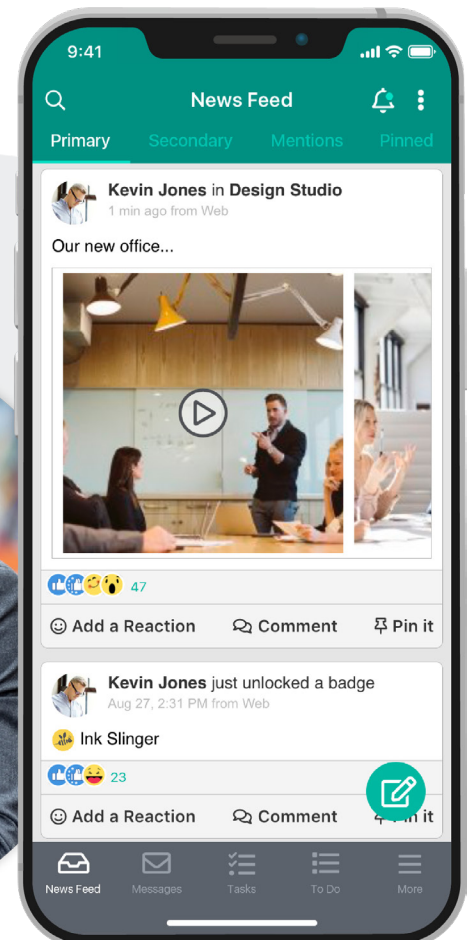 9:41
News Feed
Primary Secondary Mentions Pinned
Kevin Jones in Design Studio
1 min ago from Web
Our new office...
47
Add a Reaction Comment Pin it
Kevin Jones just unlocked a badge
Aug 27, 2:31 PM from Web
Ink Slinger
23
Add a Reaction Comment it
News Feed Messages Tasks To Do More